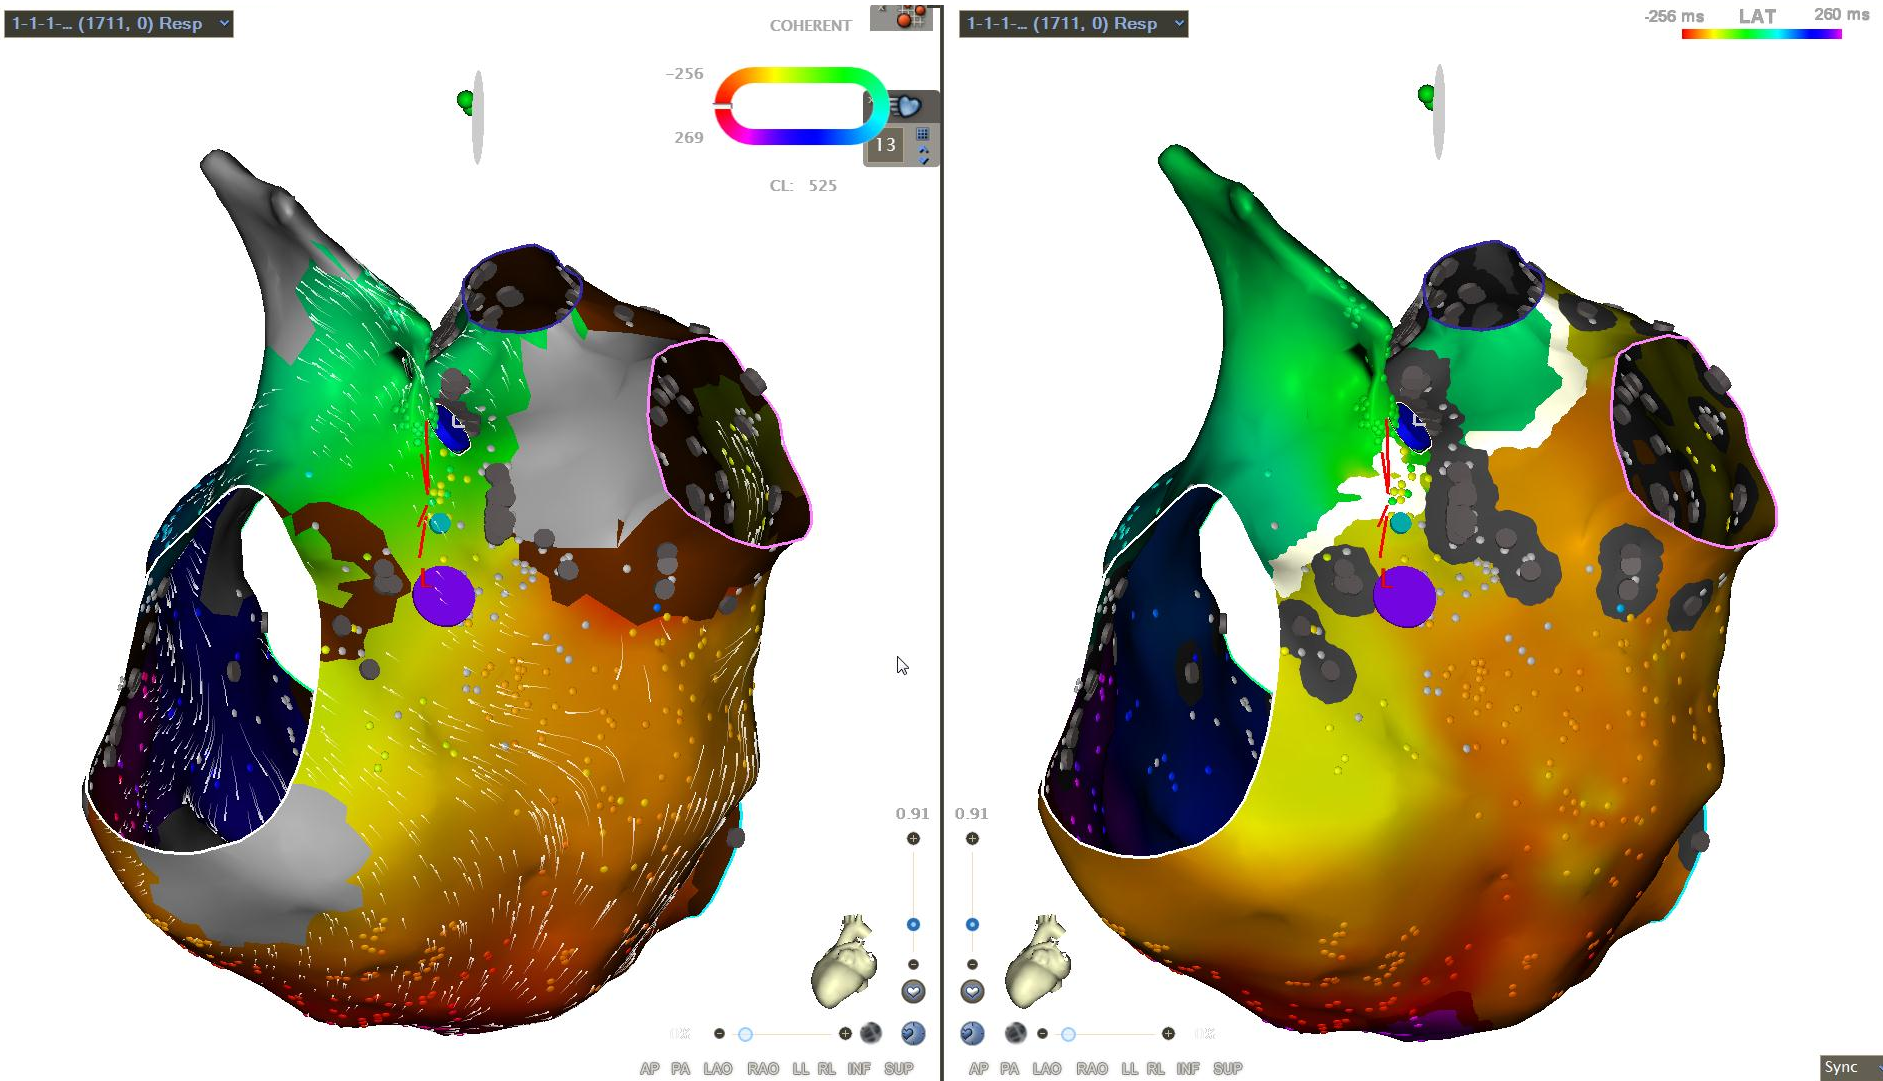 1-1-1-... (1711, 0) Resp
COHERENT
-256
269
13
CL: 525
0.91
AP PA LAO RAO LL RL INF SUP
1-1-1-... (1711, 0) Resp
-256 ms LAT 260 ms
0.91
AP PA LAO RAO LL RL INF SUP
Sync